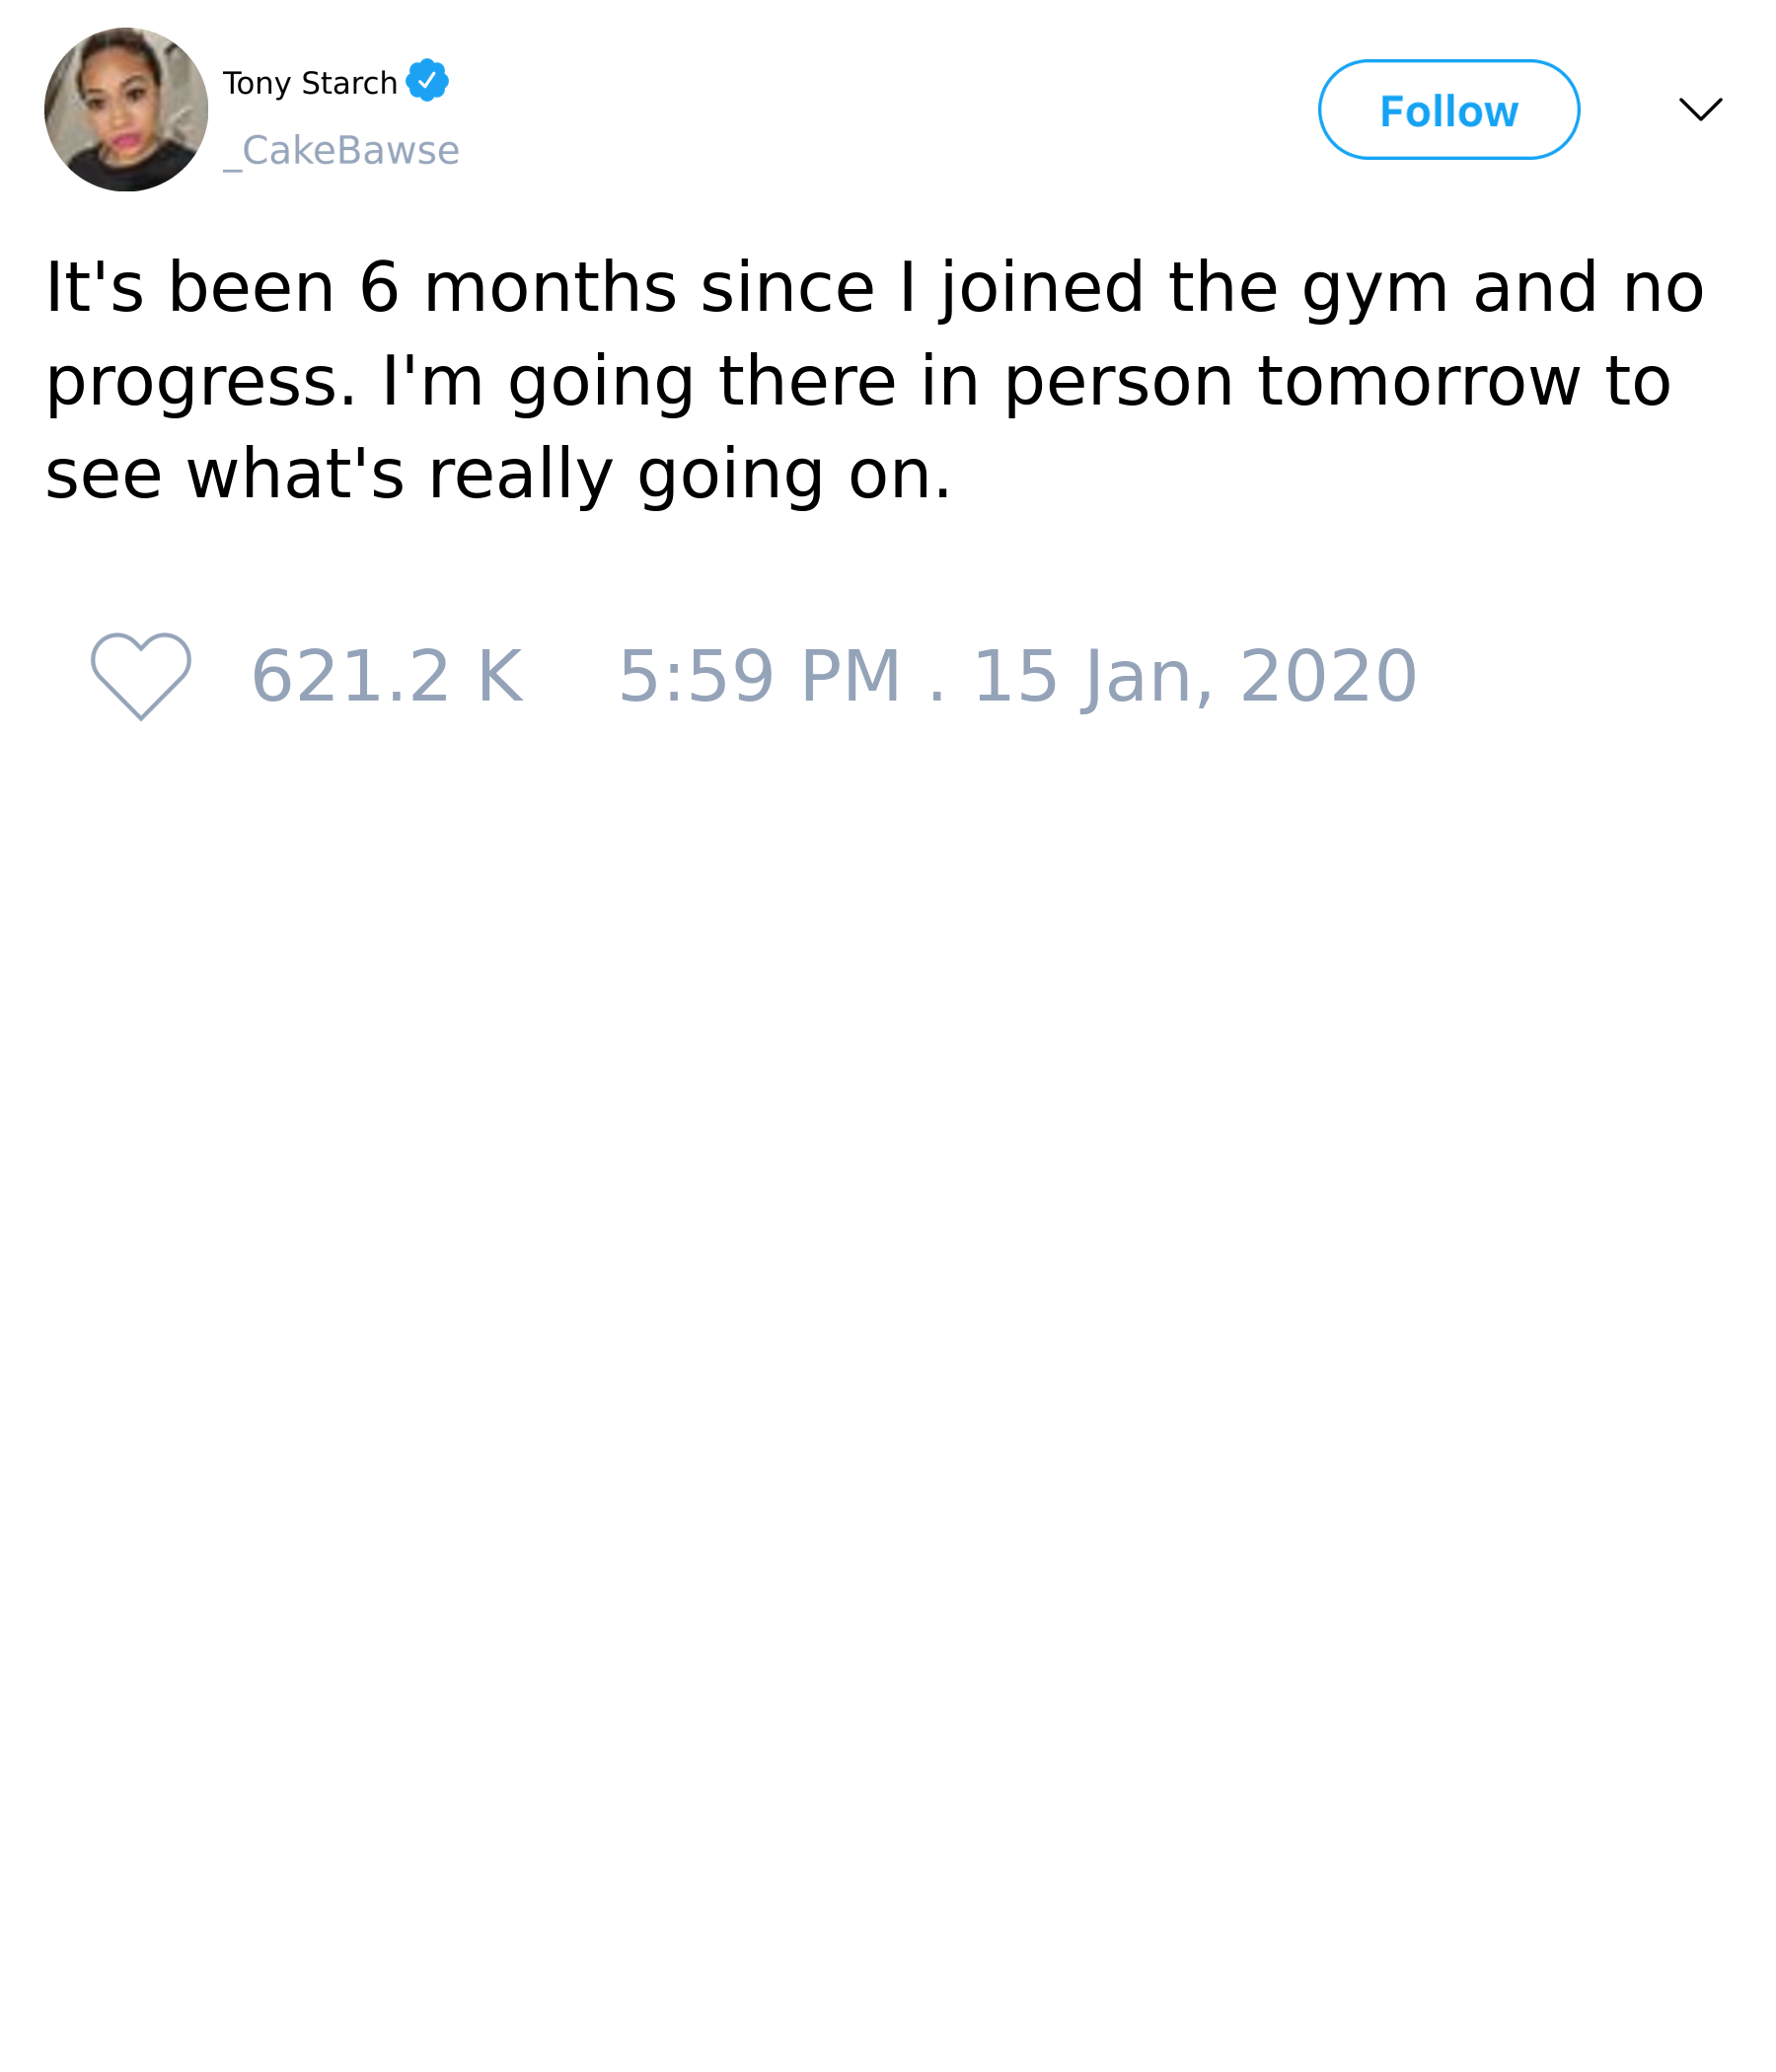 Tony Starch
_CakeBawse
Follow
It's been 6 months since I joined the gym and no
progress. I'm going there in person tomorrow to
see what's really going on.
621.2 K 5:59 PM . 15 Jan, 2020